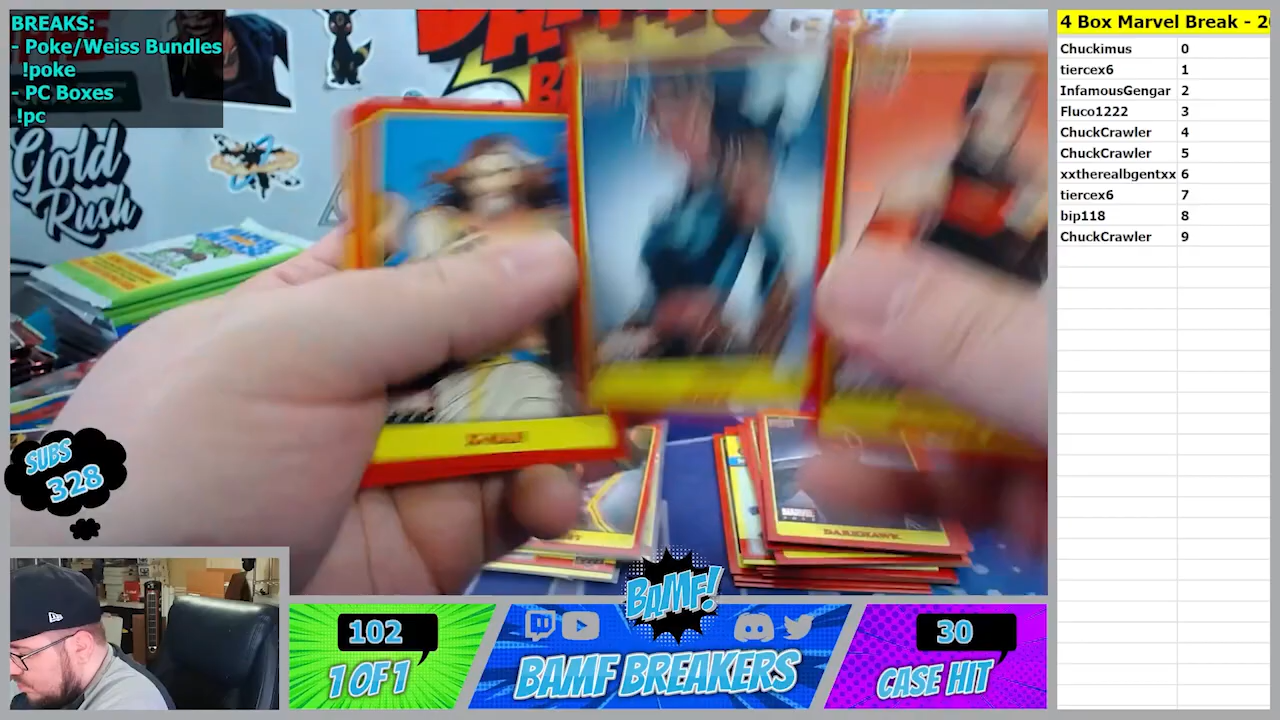 BREAKS:
- Poke/Weiss Bundles
!poke
- PC Boxes
!pc
Gold
Rush
SUBS
328
DARKHAWK
BAMF!
102
1 OF 1
BAMF BREAKERS
30
CASE HIT
4 Box Marvel Break - 2
Chuckimus 0
tiercex6 1
InfamousGengar 2
Fluco1222 3
ChuckCrawler 4
ChuckCrawler 5
xxtherealbgentxx 6
tiercex6 7
bip118 8
ChuckCrawler 9